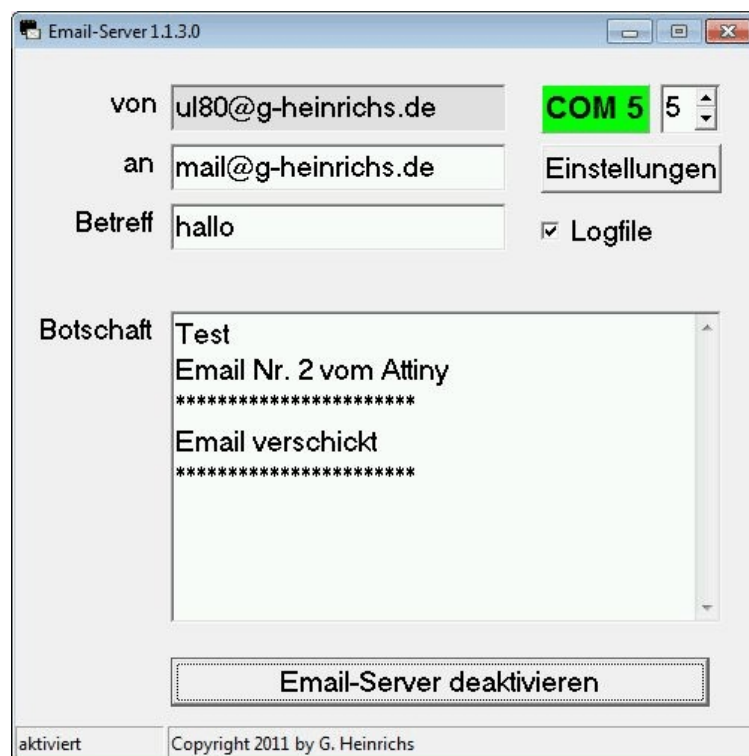 Email-Server 1.1.3.0
von ul80@g-heinrichs.de COM 5 5
an mail@g-heinrichs.de Einstellungen
Betreff hallo Logfile
Botschaft Test
Email Nr. 2 vom Attiny
***********************
Email verschickt
***********************
Email-Server deaktivieren
aktiviert Copyright 2011 by G. Heinrichs